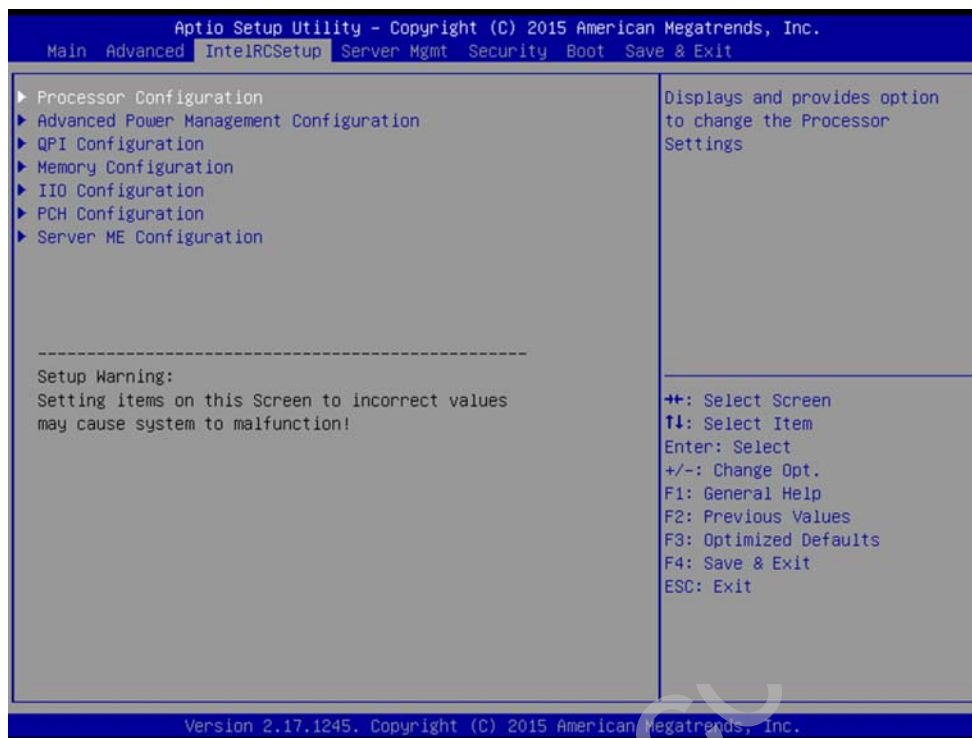 Aptio Setup Utility – Copyright (C) 2015 American Megatrends, Inc.
Main Advanced IntelRCSetup Server Mgmt Security Boot Save & Exit
Processor Configuration
Advanced Power Management Configuration
QPI Configuration
Memory Configuration
IIO Configuration
PCH Configuration
Server ME Configuration
--------------------------------------------------
Setup Warning:
Setting items on this Screen to incorrect values
may cause system to malfunction!
Displays and provides option
to change the Processor
Settings
→←: Select Screen
↑↓: Select Item
Enter: Select
+/-: Change Opt.
F1: General Help
F2: Previous Values
F3: Optimized Defaults
F4: Save & Exit
ESC: Exit
Version 2.17.1245. Copyright (C) 2015 American Megatrends, Inc.